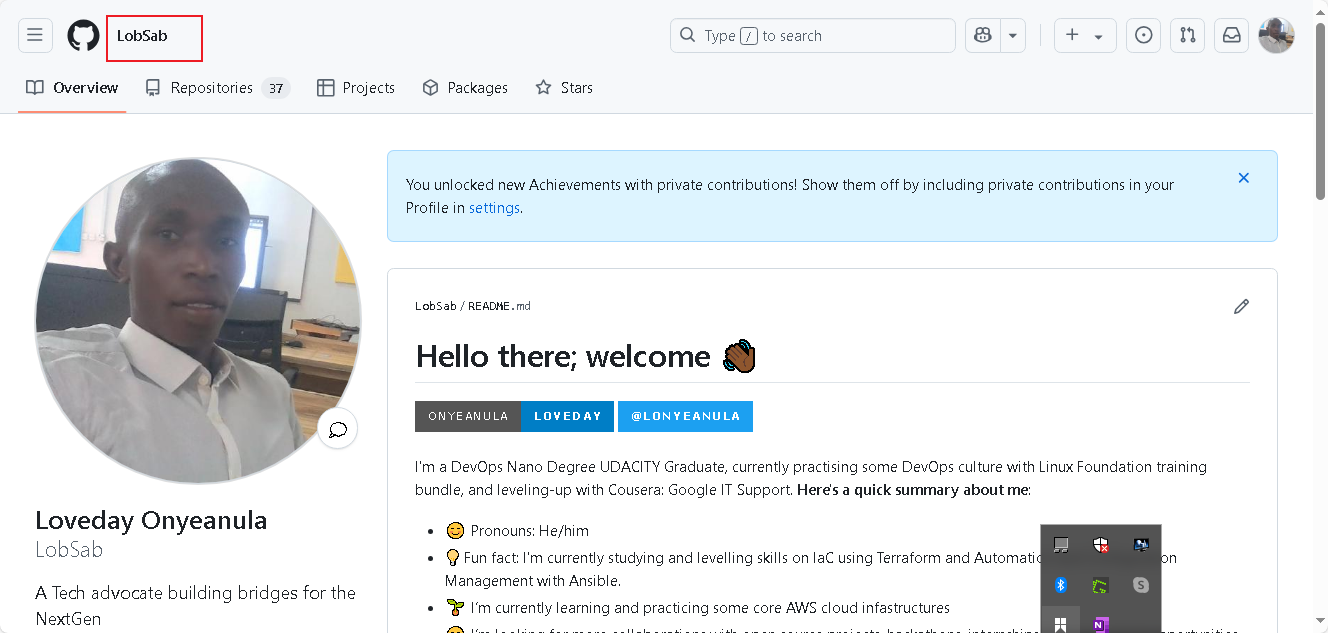 LobSab
Type / to search
Overview
Repositories 37
Projects
Packages
Stars
You unlocked new Achievements with private contributions! Show them off by including private contributions in your
Profile in settings.
LobSab / README.md
Hello there; welcome 👋🏾
ONYEANULA LOVEDAY @LONYEANULA
I'm a DevOps Nano Degree UDACITY Graduate, currently practising some DevOps culture with Linux Foundation training
bundle, and leveling-up with Cousera: Google IT Support. Here's a quick summary about me:
• 😊 Pronouns: He/him
• 💡 Fun fact: I'm currently studying and levelling skills on IaC using Terraform and
Management with Ansible.
• 🌱 I'm currently learning and practicing some core AWS cloud infastructures
Loveday Onyeanula
LobSab
A Tech advocate building bridges for the
NextGen